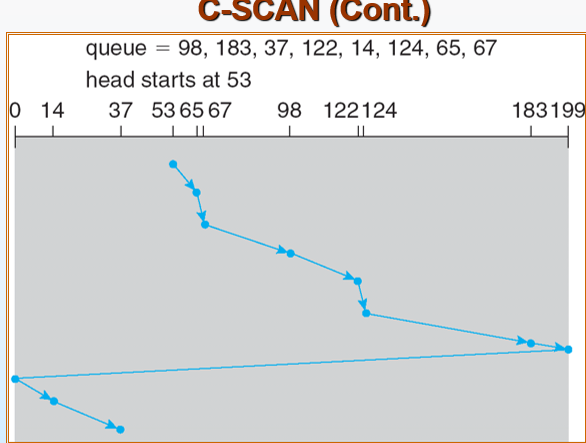 C-SCAN (Cont.)
queue = 98, 183, 37, 122, 14, 124, 65, 67
head starts at 53
0 14 37 53 65 67 98 122 124 183 199